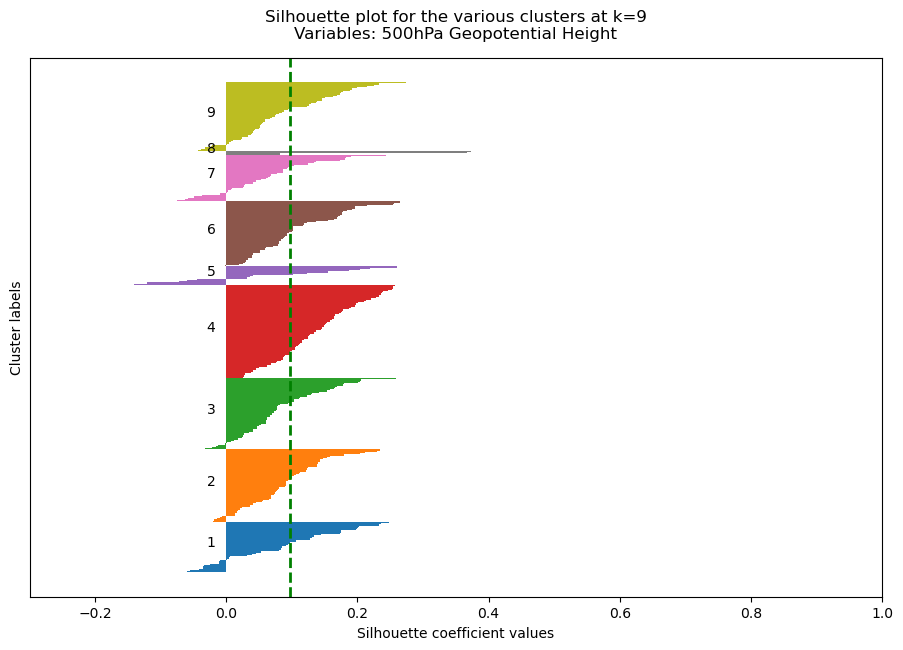 Silhouette plot for the various clusters at k=9
Variables: 500hPa Geopotential Height
9
8
7
6
5
4
3
2
1
Cluster labels
−0.2 0.0 0.2 0.4 0.6 0.8 1.0
Silhouette coefficient values